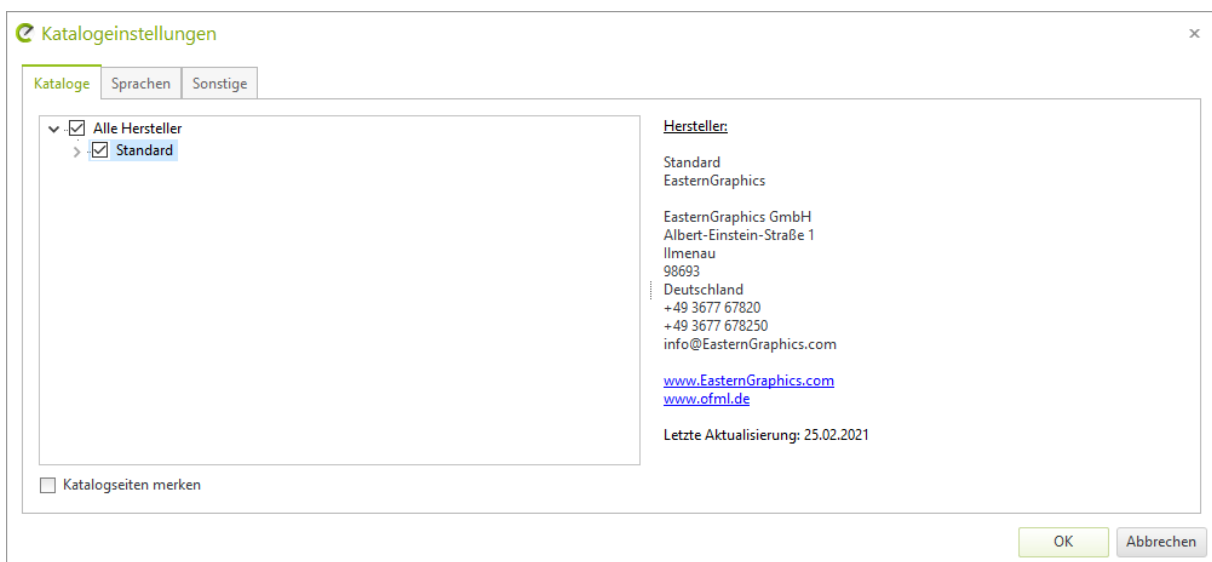 Katalogeinstellungen
Kataloge
Sprachen
Sonstige
Alle Hersteller
Standard
Katalogseiten merken
Hersteller:
Standard
EasternGraphics
EasternGraphics GmbH
Albert-Einstein-Straße 1
Ilmenau
98693
Deutschland
+49 3677 67820
+49 3677 678250
info@EasternGraphics.com
www.EasternGraphics.com
www.ofml.de
Letzte Aktualisierung: 25.02.2021
OK
Abbrechen